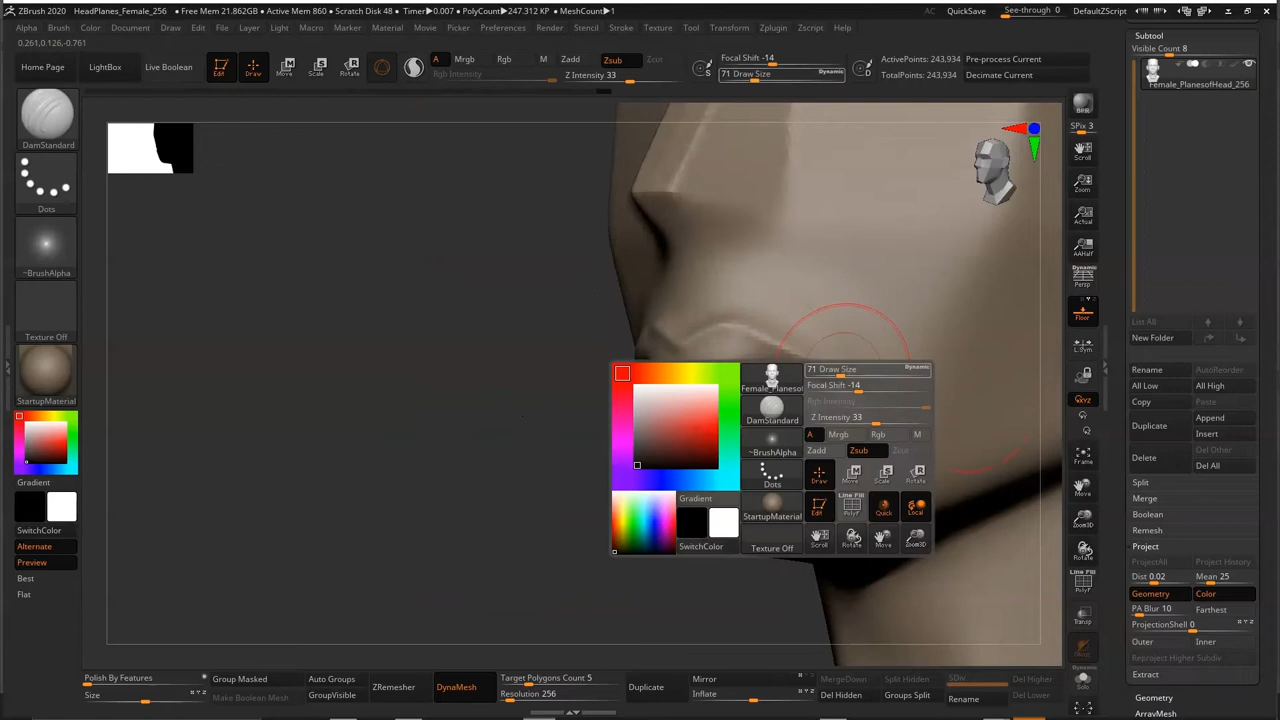 ZBrush 2020 HeadPlanes_Female_256 • Free Mem 21.862GB • Active Mem 860 • Scratch Disk 48 • Timer▶0.007 • PolyCount▶247.312 KP • MeshCount▶1 AC QuickSave See-through 0 DefaultZScript
Alpha Brush Color Document Draw Edit File Layer Light Macro Marker Material Movie Picker Preferences Render Stencil Stroke Texture Tool Transform Zplugin Zscript Help
0.261,0.126,-0.761
Home Page LightBox Live Boolean Edit Draw Move Scale Rotate A Mrgb Rgb M Zadd Zsub Zcut
Rgb Intensity Z Intensity 33
Focal Shift -14
71 Draw Size Dynamic
ActivePoints: 243,934
TotalPoints: 243,934
Pre-process Current
Decimate Current
DamStandard
Dots
~BrushAlpha
Texture Off
StartupMaterial
Gradient
SwitchColor
Alternate
Preview
Best
Flat
Gradient
SwitchColor
Female_Planesof
DamStandard
~BrushAlpha
Dots
StartupMaterial
Texture Off
71 Draw Size Dynamic
Focal Shift -14
Rgb Intensity
Z Intensity 33
A Mrgb Rgb M
Zadd Zsub Zcut
Draw Move Scale Rotate
Line Fill
Edit PolyF Quick Local
Scroll Rotate Move Zoom3D
BPR
SPix 3
Scroll
Zoom
Actual
AAHalf
Dynamic
Persp
Floor
L.Sym
XYZ
Frame
Move
Zoom3D
Rotate
Line Fill
PolyF
Transp
Dynamic
Solo
Subtool
Visible Count 8
Female_PlanesofHead_256
List All
New Folder
Rename AutoReorder
All Low All High
Copy Paste
Duplicate Append
Insert
Delete Del Other
Del All
Split
Merge
Boolean
Remesh
Project
ProjectAll Project History
Dist 0.02 Mean 25
Geometry Color
PA Blur 10 Farthest
ProjectionShell 0
Outer Inner
Reproject Higher Subdiv
Extract
Geometry
ArrayMesh
Polish By Features
Size
Group Masked
Make Boolean Mesh
Auto Groups
GroupVisible
ZRemesher
DynaMesh
Target Polygons Count 5
Resolution 256
Duplicate
Mirror
Inflate
MergeDown
Del Hidden
Split Hidden
Groups Split
SDiv
Rename
Del Higher
Del Lower